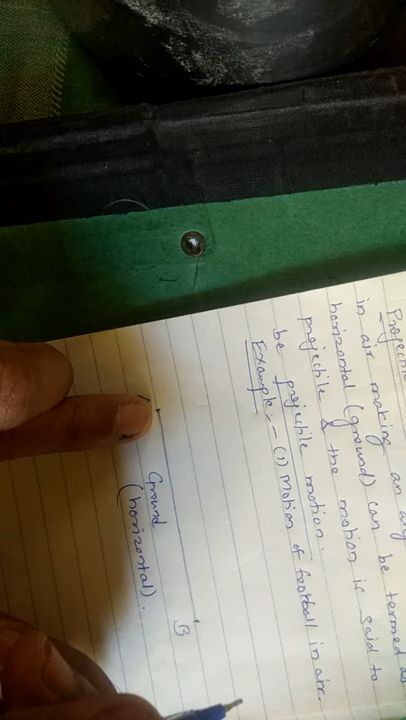 Projectile
in air making an
horizontal (ground) can be termed as
projectile & the motion is said to
be projectile motion.
Example :- (1) Motion of football in air.
B
Ground
(horizontal).